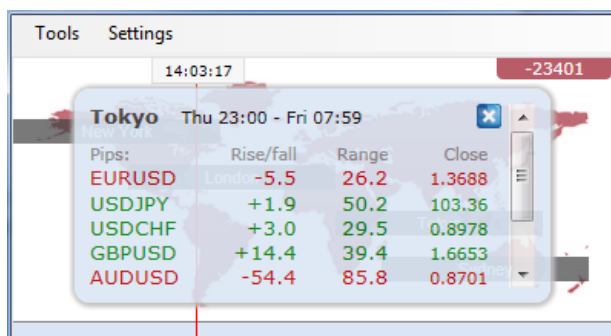 Tools Settings
14:03:17 -23401
Tokyo Thu 23:00 - Fri 07:59
New York
Pips: Rise/fall Range Close
EURUSD -5.5 26.2 1.3688
London
USDJPY +1.9 50.2 103.36
USDCHF +3.0 29.5 0.8978
GBPUSD +14.4 39.4 1.6653
AUDUSD -54.4 85.8 0.8701